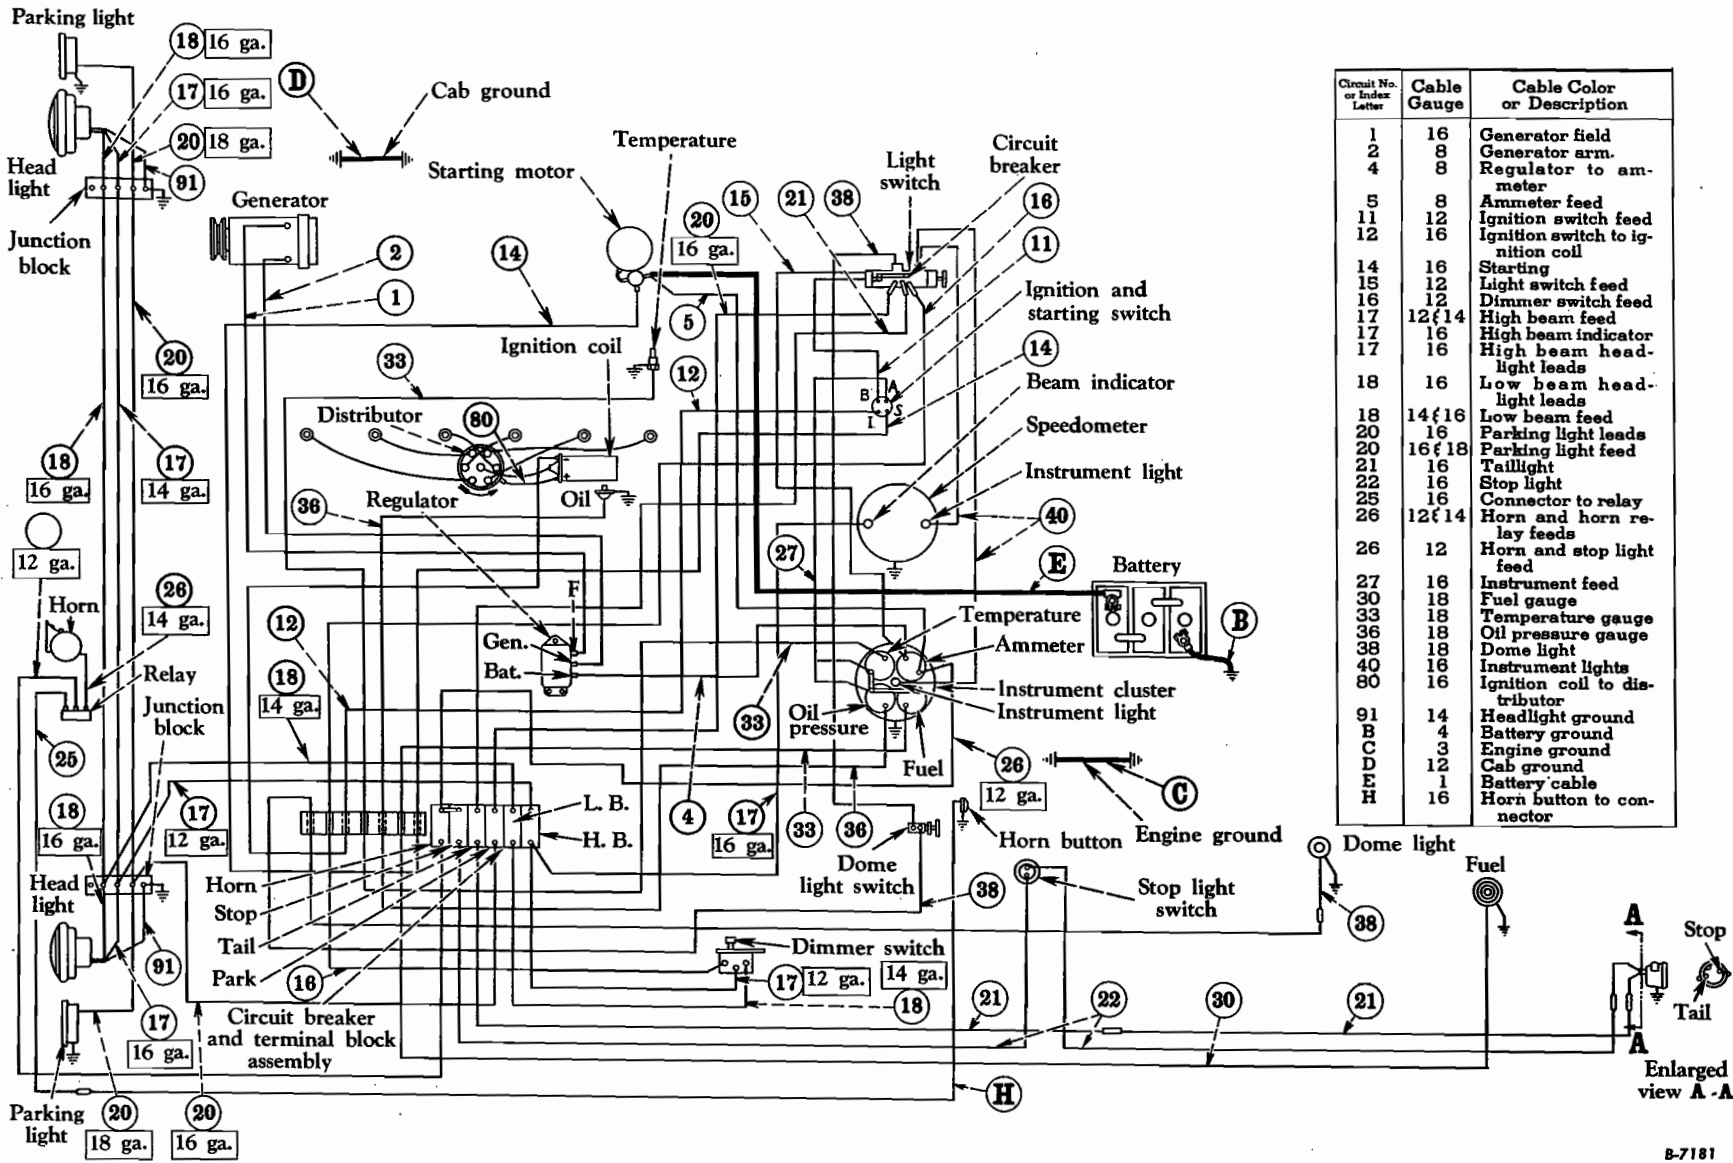 Parking light
18 16 ga.
17 16 ga.
20 18 ga.
91
Head
light
Junction
block
D
Cab ground
Generator
2
1
14
Starting motor
Temperature
20
16 ga.
15
21
38
Light
switch
Circuit
breaker
16
11
Ignition and
starting switch
14
Beam indicator
Speedometer
Instrument light
5
Ignition coil
33
12
B
A
S
I
Distributor
80
20
16 ga.
18
16 ga.
17
14 ga.
36
Regulator
Oil
40
27
E
Battery
B
12 ga.
Horn
26
14 ga.
Relay
Junction
block
25
12
18
14 ga.
F
Gen.
Bat.
Temperature
Ammeter
Instrument cluster
Instrument light
Oil
pressure
33
Fuel
26
12 ga.
C
Engine ground
18
16 ga.
17
12 ga.
L. B.
H. B.
4
17
16 ga.
33
36
Horn button
Dome
light switch
38
Stop light
switch
Dome light
38
Fuel
Head
light
Horn
Stop
Tail
Park
16
91
17
16 ga.
20
16 ga.
Circuit breaker
and terminal block
assembly
Dimmer switch
17 12 ga.
14 ga.
18
21
22
30
21
A
A
Stop
Tail
Enlarged
view A-A
Parking
light
20
18 ga.
H
Circuit No.
or Index
Letter
Cable
Gauge
Cable Color
or Description
1 16 Generator field
2 8 Generator arm.
4 8 Regulator to am-
meter
5 8 Ammeter feed
11 12 Ignition switch feed
12 16 Ignition switch to ig-
nition coil
14 16 Starting
15 12 Light switch feed
16 12 Dimmer switch feed
17 12 & 14 High beam feed
17 16 High beam indicator
17 16 High beam head-
light leads
18 16 Low beam head-
light leads
18 14 & 16 Low beam feed
20 16 Parking light leads
20 16 & 18 Parking light feed
21 16 Taillight
22 16 Stop light
25 16 Connector to relay
26 12 & 14 Horn and horn re-
lay feeds
26 12 Horn and stop light
feed
27 16 Instrument feed
30 18 Fuel gauge
33 18 Temperature gauge
36 18 Oil pressure gauge
38 18 Dome light
40 16 Instrument lights
80 16 Ignition coil to dis-
tributor
91 14 Headlight ground
B 4 Battery ground
C 3 Engine ground
D 12 Cab ground
E 1 Battery cable
H 16 Horn button to con-
nector
B-7181